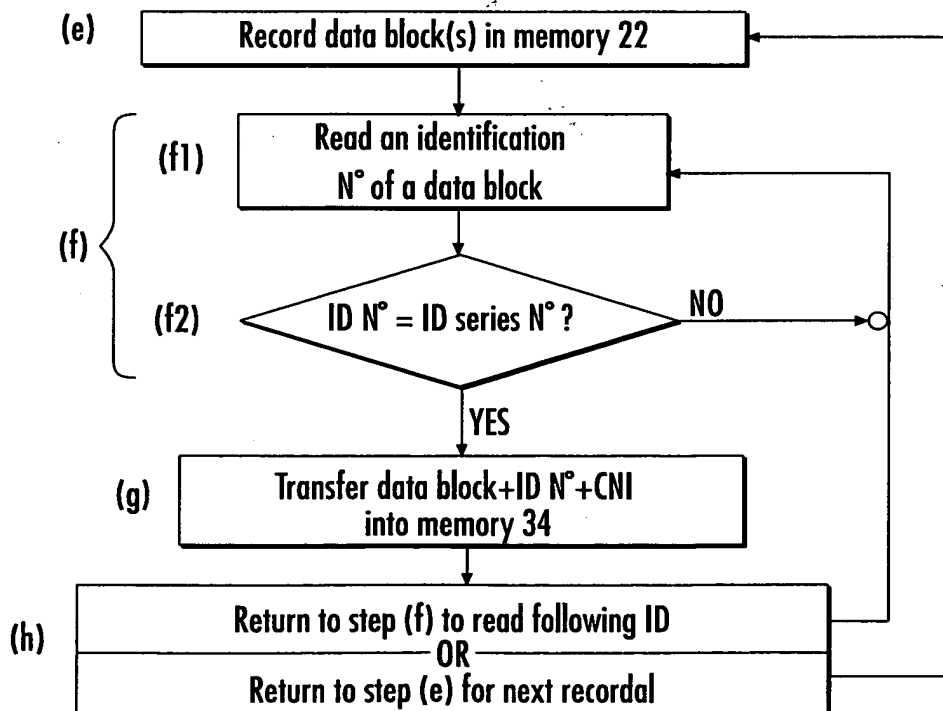 (e)
Record data block(s) in memory 22
(f)
(f1)
Read an identification
N° of a data block
(f2)
ID N° = ID series N° ?
NO
YES
(g)
Transfer data block+ID N°+CNI
into memory 34
(h)
Return to step (f) to read following ID
OR
Return to step (e) for next recordal